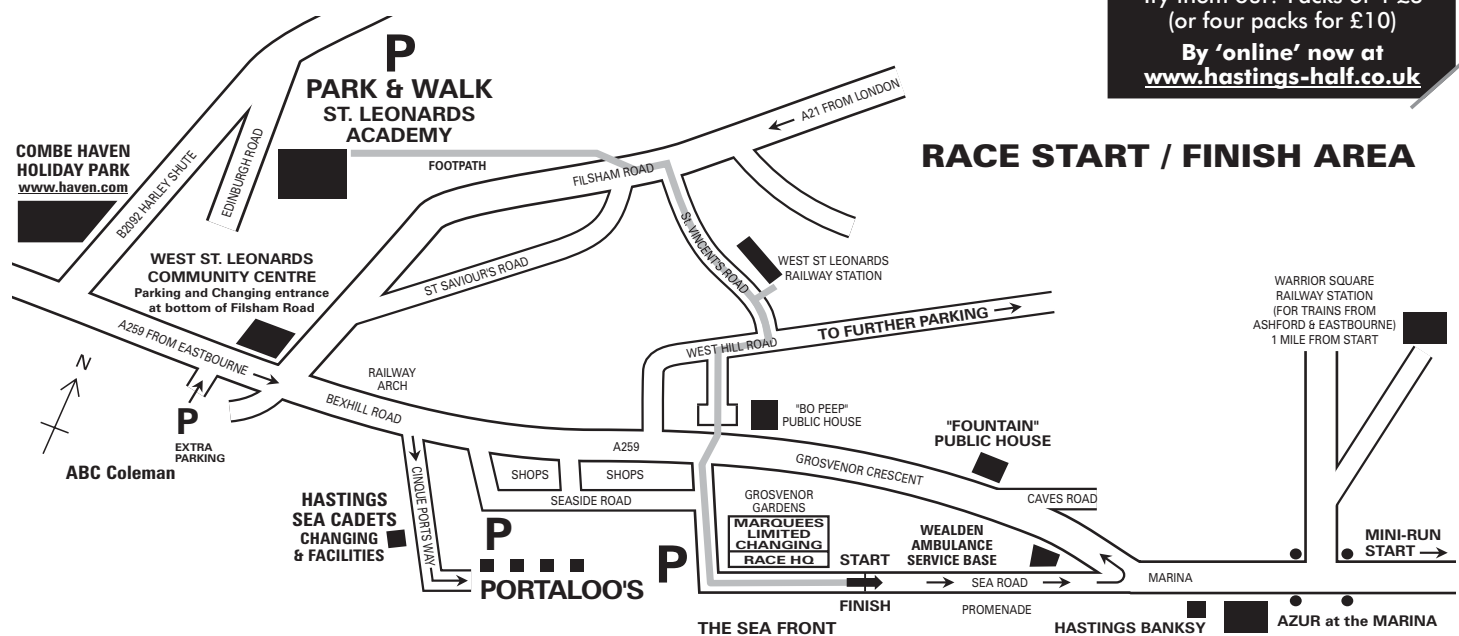 (or four packs for £10)
By ‘online’ now at
www.hastings-half.co.uk
P
PARK & WALK
ST. LEONARDS
ACADEMY
A21 FROM LONDON
RACE START / FINISH AREA
COMBE HAVEN
HOLIDAY PARK
www.haven.com
B2092 HARLEY SHUTE
EDINBURGH ROAD
FOOTPATH
FILSHAM ROAD
ST. VINCENT'S ROAD
WEST ST LEONARDS
RAILWAY STATION
WEST ST. LEONARDS
COMMUNITY CENTRE
Parking and Changing entrance
at bottom of Filsham Road
ST SAVIOUR'S ROAD
WARRIOR SQUARE
RAILWAY STATION
(FOR TRAINS FROM
ASHFORD & EASTBOURNE)
1 MILE FROM START
A259 FROM EASTBOURNE
TO FURTHER PARKING
WEST HILL ROAD
N
RAILWAY
ARCH
BEXHILL ROAD
P
EXTRA
PARKING
ABC Coleman
"BO PEEP"
PUBLIC HOUSE
"FOUNTAIN"
PUBLIC HOUSE
A259
GROSVENOR CRESCENT
SHOPS
SHOPS
SEASIDE ROAD
CINQUE PORTS WAY
CAVES ROAD
HASTINGS
SEA CADETS
CHANGING
& FACILITIES
GROSVENOR
GARDENS
MARQUEES
LIMITED
CHANGING
RACE HQ
WEALDEN
AMBULANCE
SERVICE BASE
P
PORTALOO'S
P
START
FINISH
SEA ROAD
MARINA
MINI-RUN
START
PROMENADE
THE SEA FRONT
HASTINGS BANKSY
AZUR at the MARINA